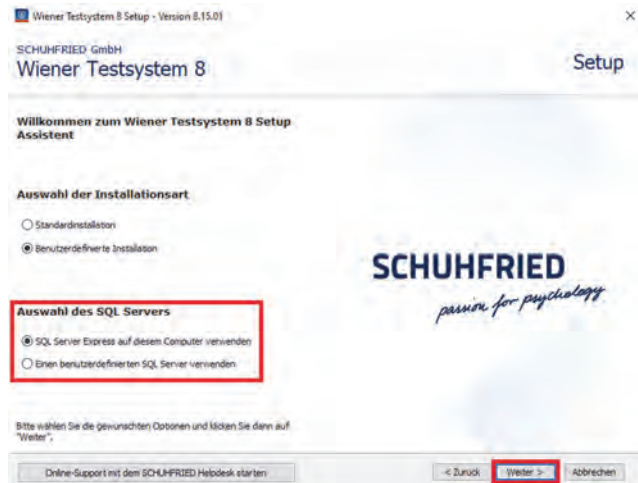 Wiener Testsystem 8 Setup - Version 8.15.01
SCHUHFRIED GmbH
Wiener Testsystem 8
Setup
Willkommen zum Wiener Testsystem 8 Setup
Assistent
Auswahl der Installationsart
Standardinstallation
Benutzerdefinierte Installation
SCHUHFRIED
passion for psychology
Auswahl des SQL Servers
SQL Server Express auf diesem Computer verwenden
Einen benutzerdefinierten SQL Server verwenden
Bitte wählen Sie die gewünschten Optionen und klicken Sie dann auf
"Weiter".
Online-Support mit dem SCHUHFRIED Helpdesk starten
< Zurück
Weiter >
Abbrechen